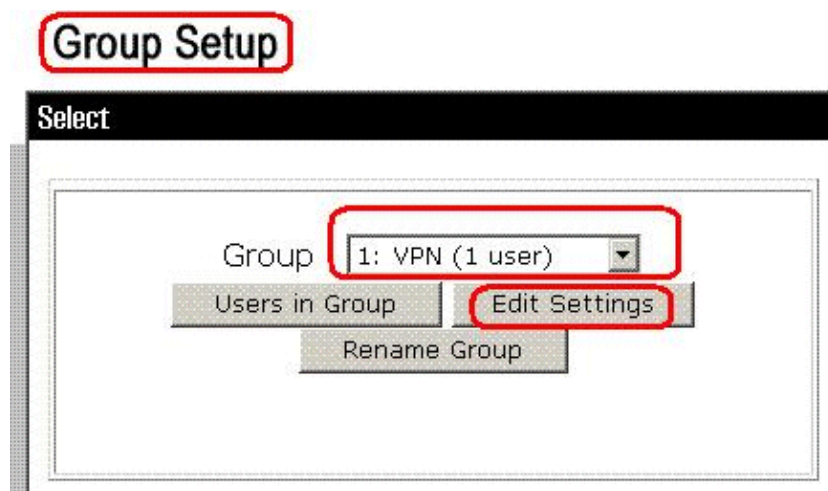 Group Setup
Select
Group 1: VPN (1 user)
Users in Group Edit Settings
Rename Group